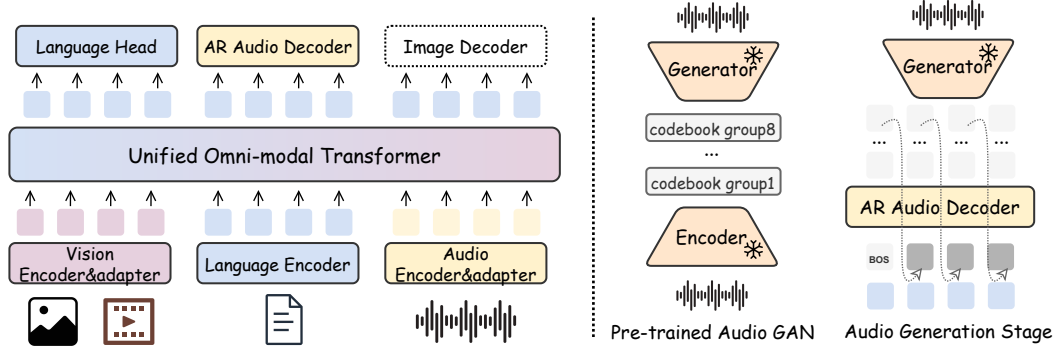 Language Head
AR Audio Decoder
Image Decoder
Unified Omni-modal Transformer
Vision
Encoder&adapter
Language Encoder
Audio
Encoder&adapter
Generator
codebook group8
...
codebook group1
Encoder
Pre-trained Audio GAN
Generator
... ... ... ...
AR Audio Decoder
BOS
Audio Generation Stage